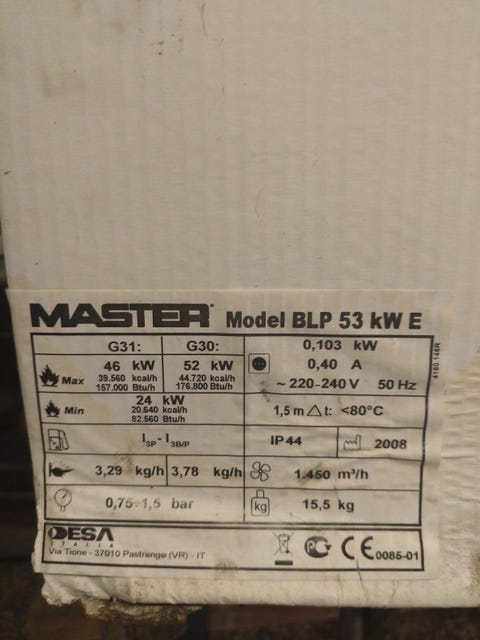 MASTER Model BLP 53 kW E
G31: G30: 0,103 kW
46 kW 52 kW 0,40 A
Max 39.560 kcal/h 44.720 kcal/h
157.000 Btu/h 176.800 Btu/h ~ 220-240 V 50 Hz
24 kW
Min 20.640 kcal/h 1,5 m △ t: <80°C
82.560 Btu/h
I3P - I3B/P IP 44 2008
3,29 kg/h 3,78 kg/h 1.450 m³/h
0,75÷1,5 bar kg 15,5 kg
DESA
ITALIA
Via Tione - 37010 Pastrenge (VR) - IT CE 0085-01
4160.146R